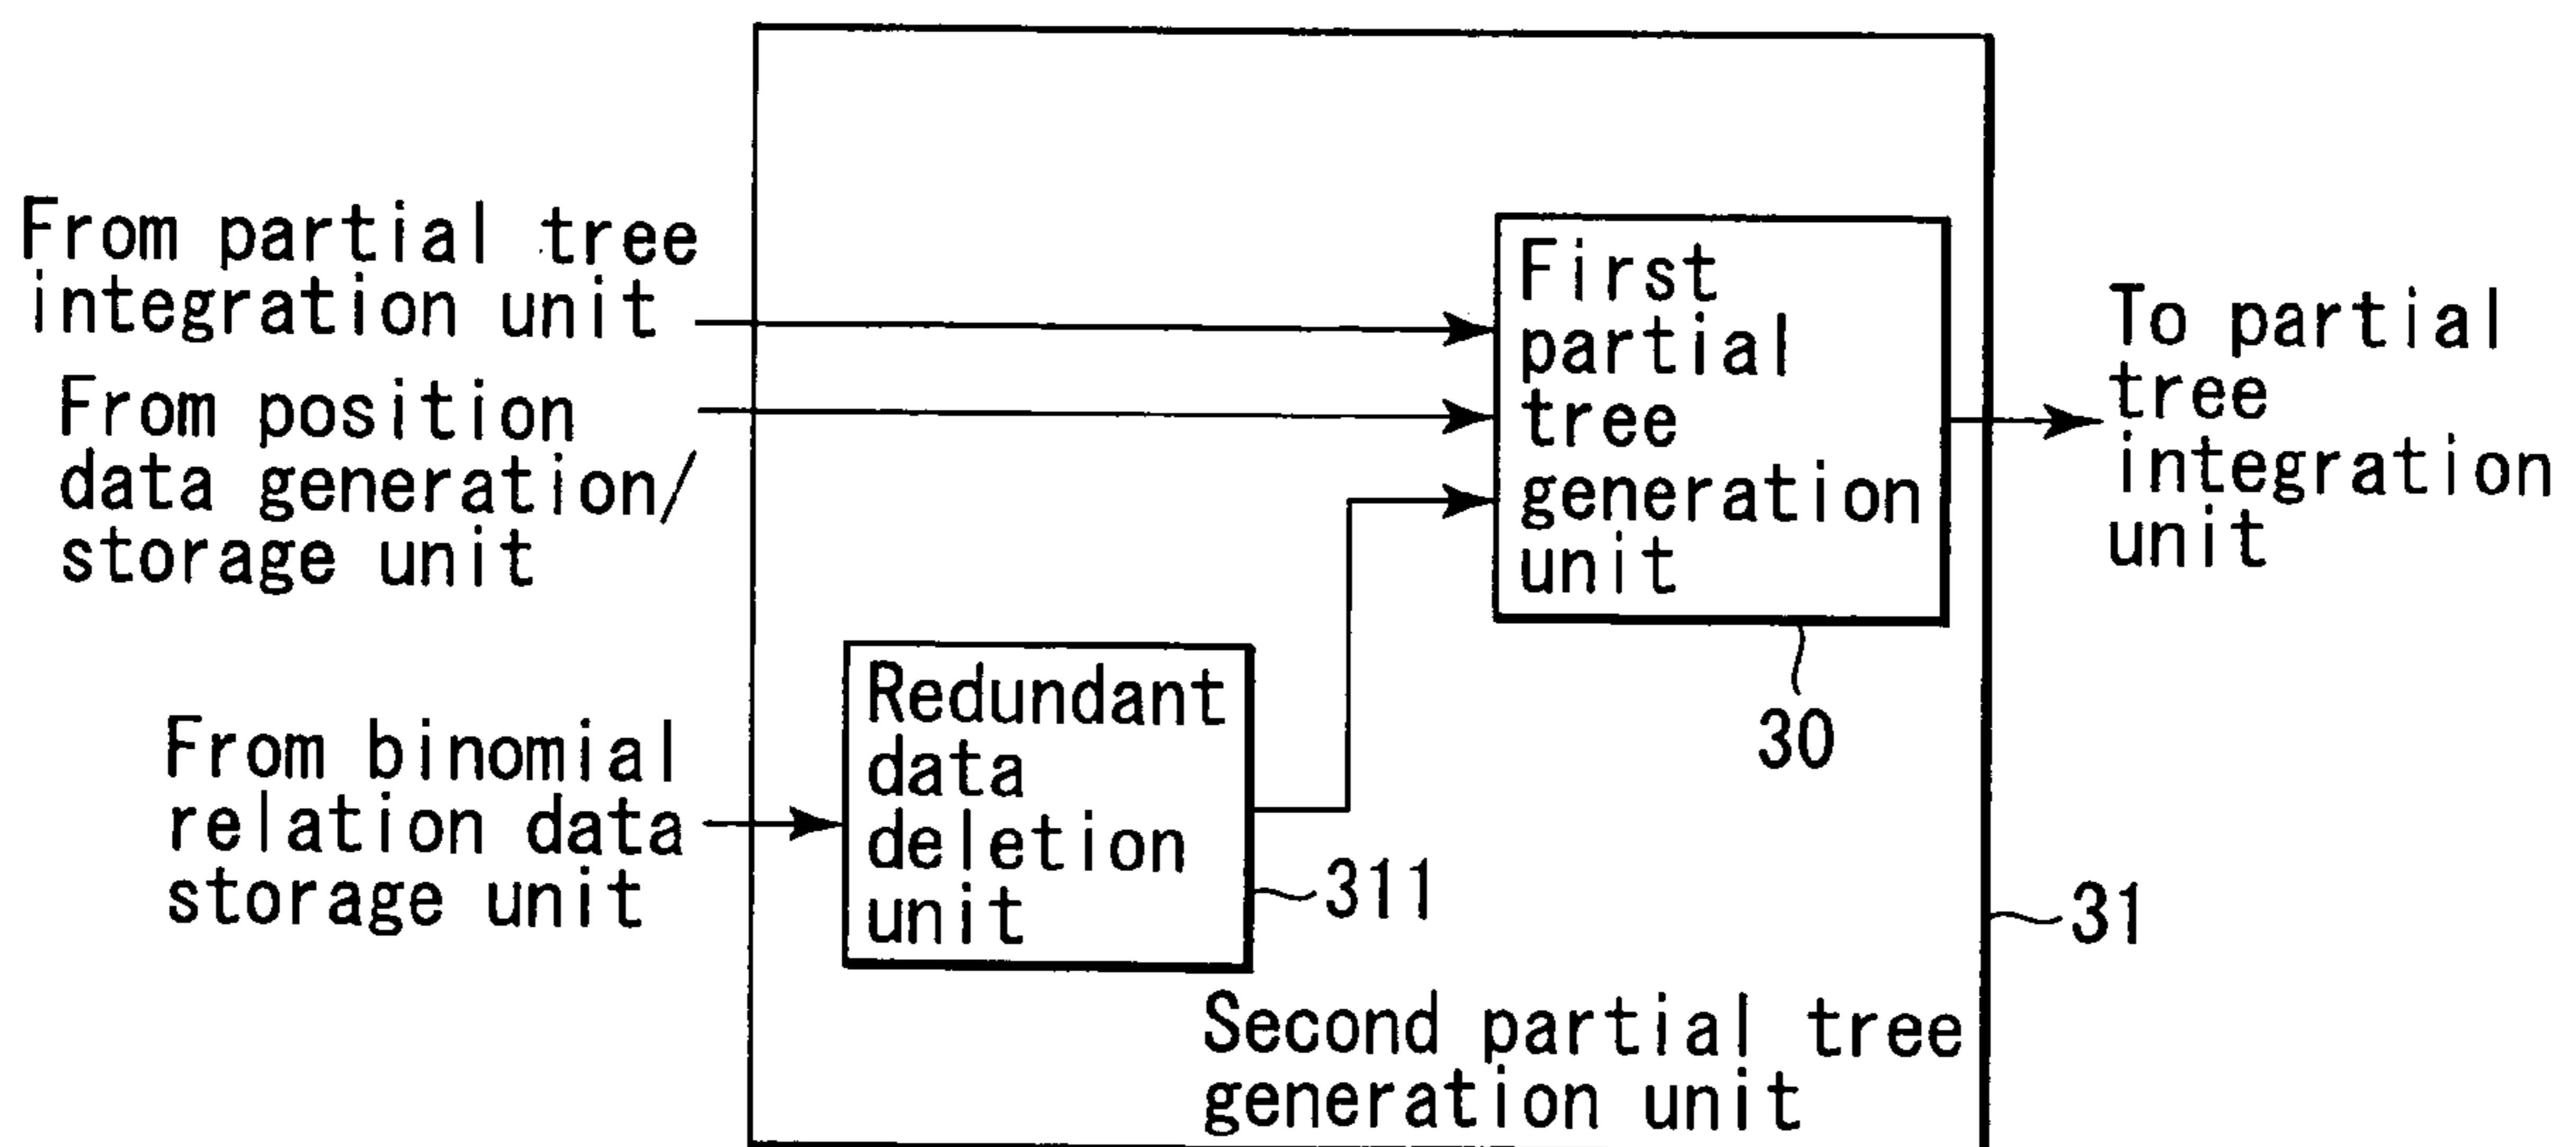 From partial tree
integration unit
From position
data generation/
storage unit
From binomial
relation data
storage unit
Redundant
data
deletion
unit
311
First
partial
tree
generation
unit
30
To partial
tree
integration
unit
31
Second partial tree
generation unit